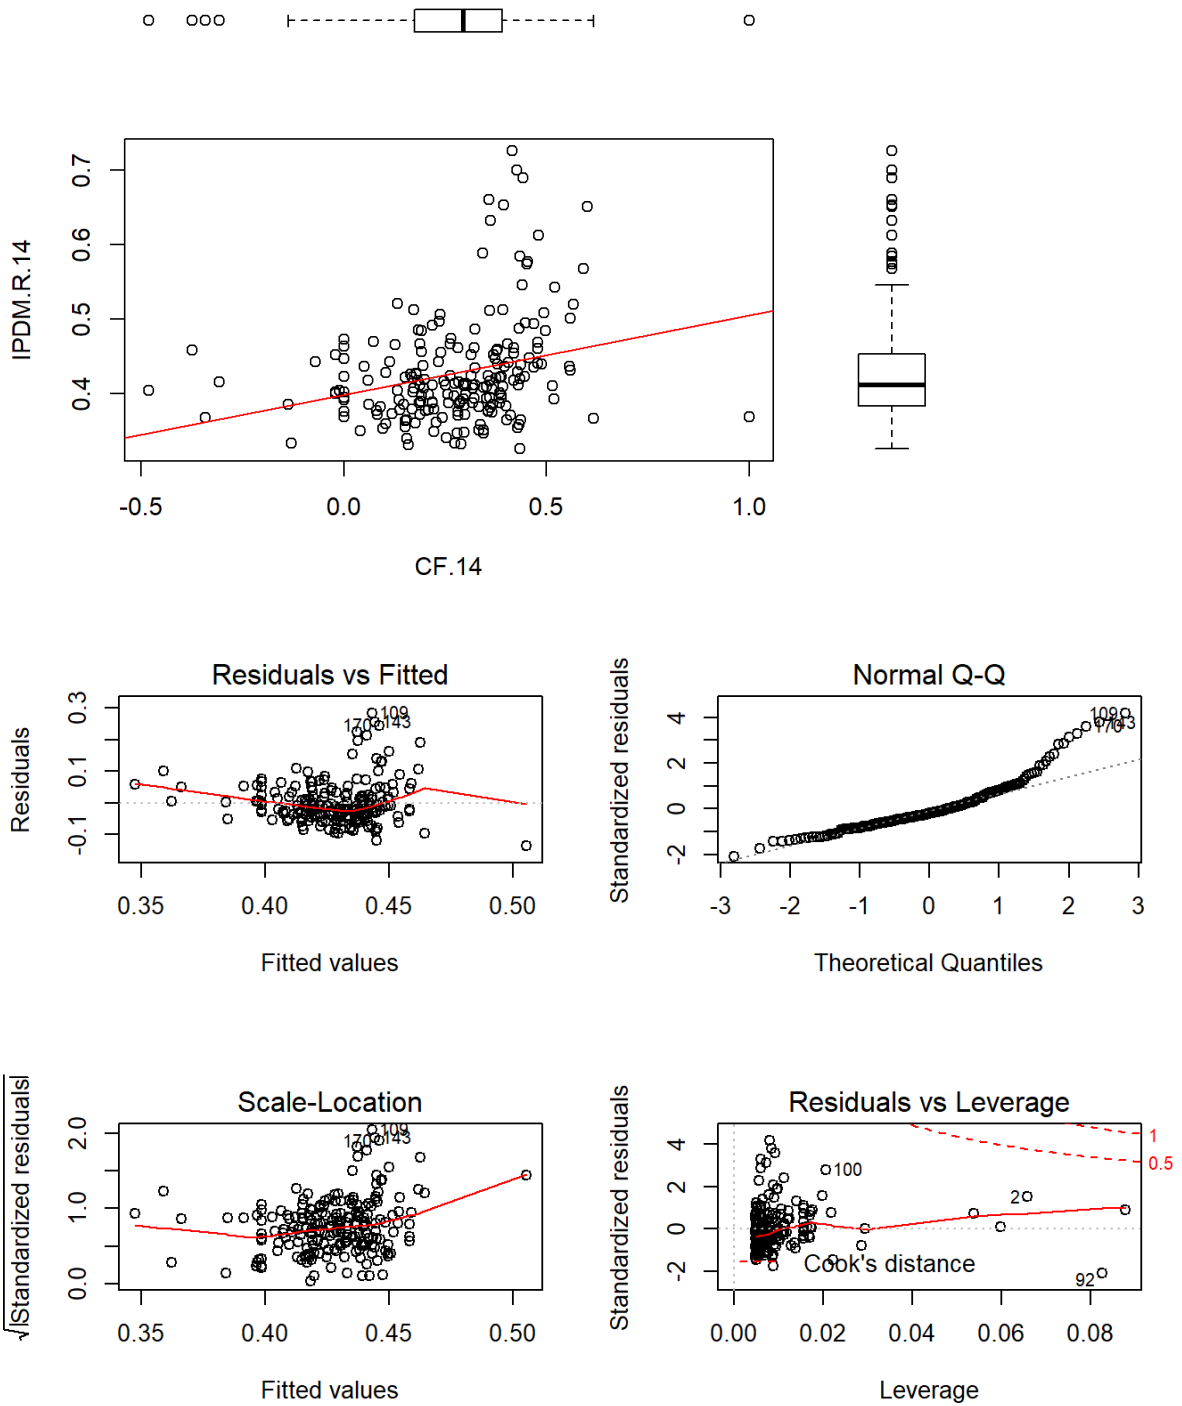 0.7
0.6
0.5
0.4
IPDM.R.14
-0.5 0.0 0.5 1.0
CF.14
Residuals vs Fitted
0.3
0.1
-0.1
Residuals
109
170 143
0.35 0.40 0.45 0.50
Fitted values
Normal Q-Q
4
2
0
-2
Standardized residuals
109
170 143
-3 -2 -1 0 1 2 3
Theoretical Quantiles
Scale-Location
2.0
1.0
0.0
√|Standardized residuals|
109
170 143
0.35 0.40 0.45 0.50
Fitted values
Residuals vs Leverage
4
2
0
-2
Standardized residuals
1
0.5
100
2
92
Cook's distance
0.00 0.02 0.04 0.06 0.08
Leverage